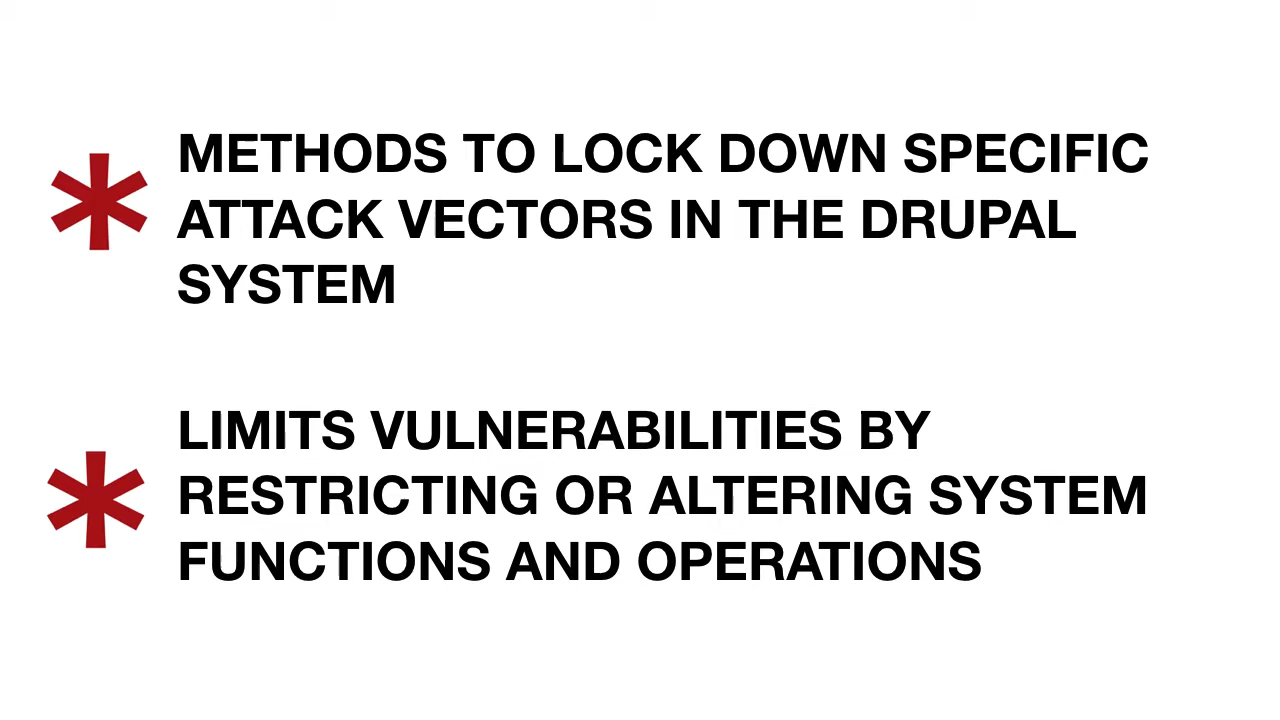 * METHODS TO LOCK DOWN SPECIFIC
ATTACK VECTORS IN THE DRUPAL
SYSTEM
* LIMITS VULNERABILITIES BY
RESTRICTING OR ALTERING SYSTEM
FUNCTIONS AND OPERATIONS